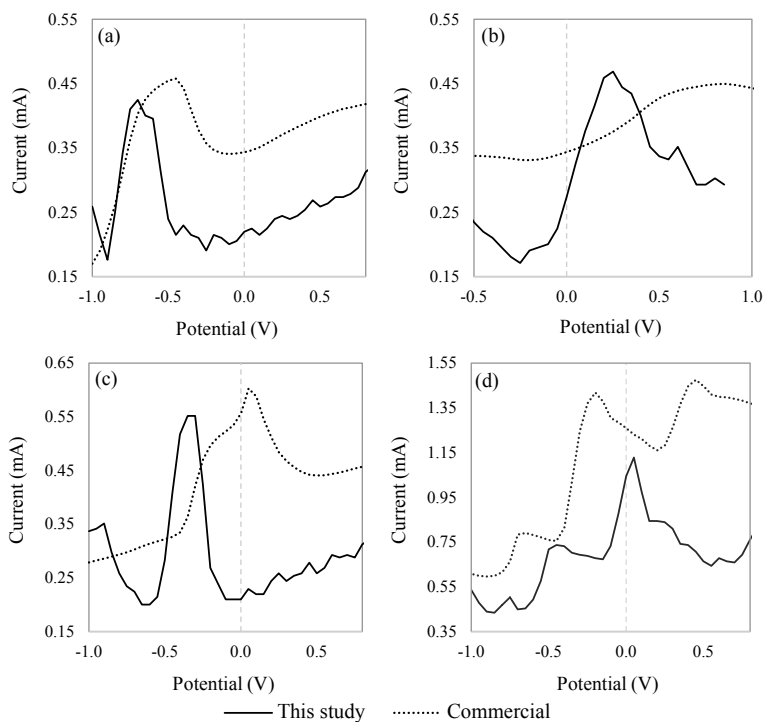 (a)
0.55
0.45
0.35
0.25
0.15
Current (mA)
-1.0 -0.5 0.0 0.5
Potential (V)
(b)
0.55
0.45
0.35
0.25
0.15
Current (mA)
-0.5 0.0 0.5 1.0
Potential (V)
(c)
0.65
0.55
0.45
0.35
0.25
0.15
Current (mA)
-1.0 -0.5 0.0 0.5
Potential (V)
(d)
1.55
1.35
1.15
0.95
0.75
0.55
0.35
Current (mA)
-1.0 -0.5 0.0 0.5
Potential (V)
This study Commercial